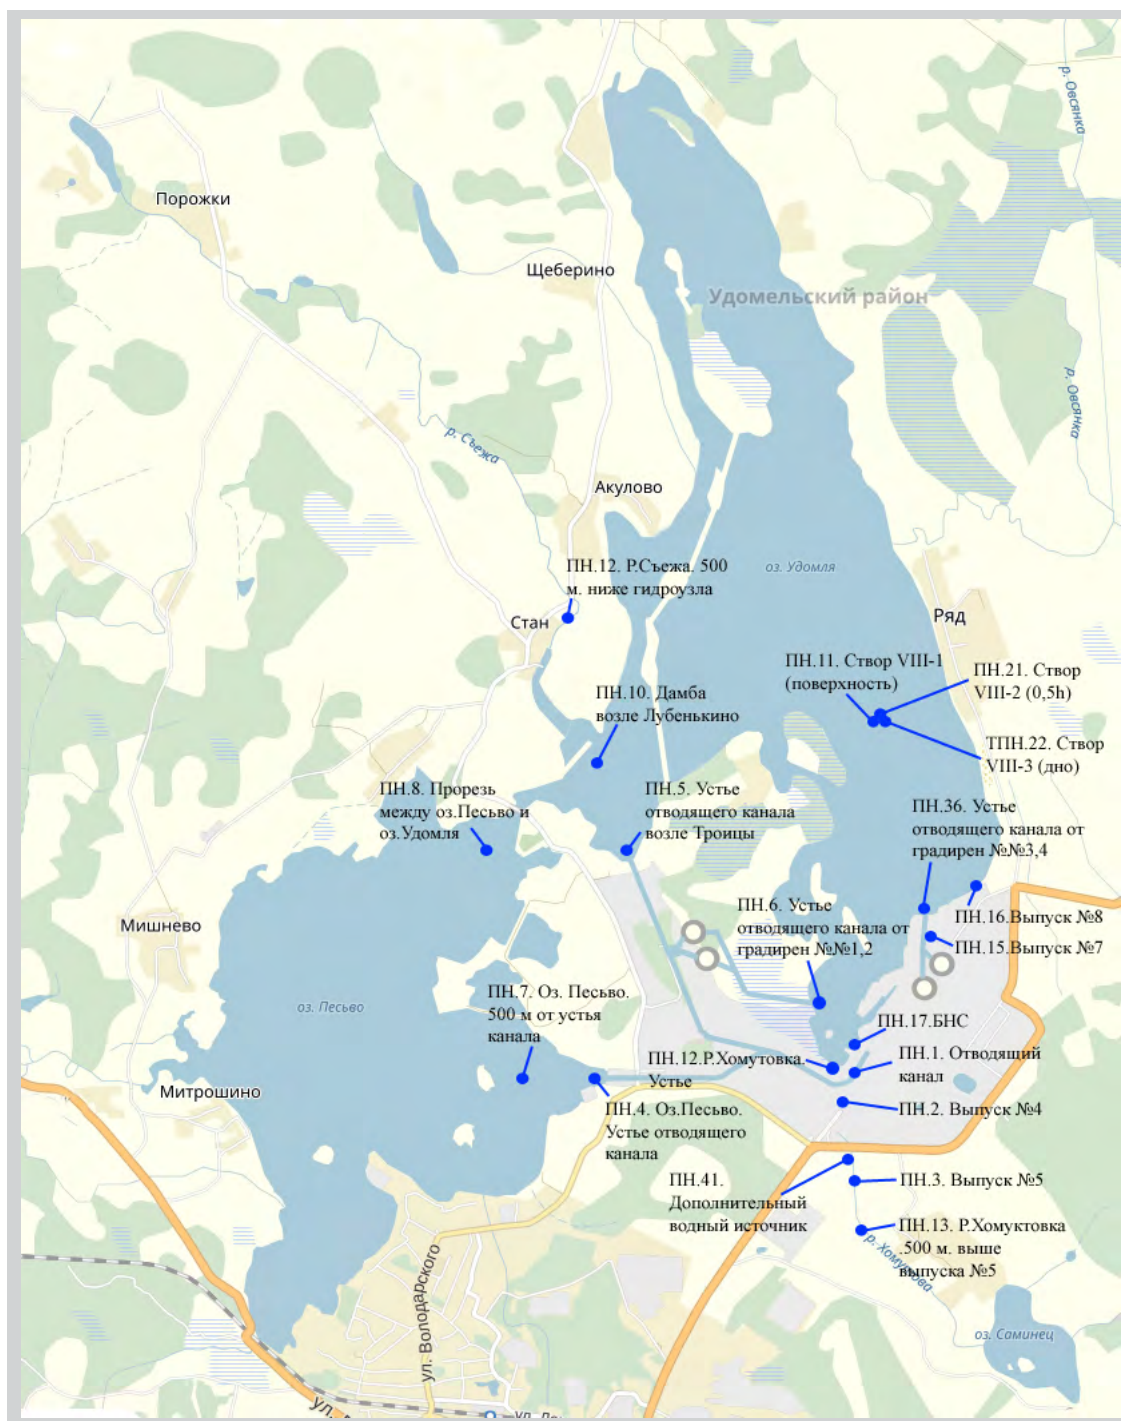 р. Овсянка
Порожки
Щеберино
Удомельский район
р. Овсянка
р. Съежа
Акулово
ПН.12. Р.Съежа. 500
м. ниже гидроузла
оз. Удомля
Стан
Ряд
ПН.11. Створ VIII-1
(поверхность)
ПН.21. Створ
VIII-2 (0,5h)
ПН.10. Дамба
возле Лубенькино
ТПН.22. Створ
VIII-3 (дно)
ПН.8. Прорезь
между оз.Песьво и
оз.Удомля
ПН.5. Устье
отводящего канала
возле Троицы
ПН.36. Устье
отводящего канала от
градирен №№3,4
ПН.6. Устье
отводящего канала от
градирен №№1,2
ПН.16.Выпуск №8
ПН.15.Выпуск №7
Мишнево
оз. Песьво
ПН.7. Оз. Песьво.
500 м от устья
канала
ПН.17.БНС
ПН.12.Р.Хомутовка.
Устье
ПН.1. Отводящий
канал
Митрошино
ПН.4. Оз.Песьво.
Устье отводящего
канала
ПН.2. Выпуск №4
ПН.41.
Дополнительный
водный источник
ПН.3. Выпуск №5
ПН.13. Р.Хомуктовка
.500 м. выше
выпуска №5
р. Хомутова
ул. Володарского
оз. Саминец
ул.
ул.